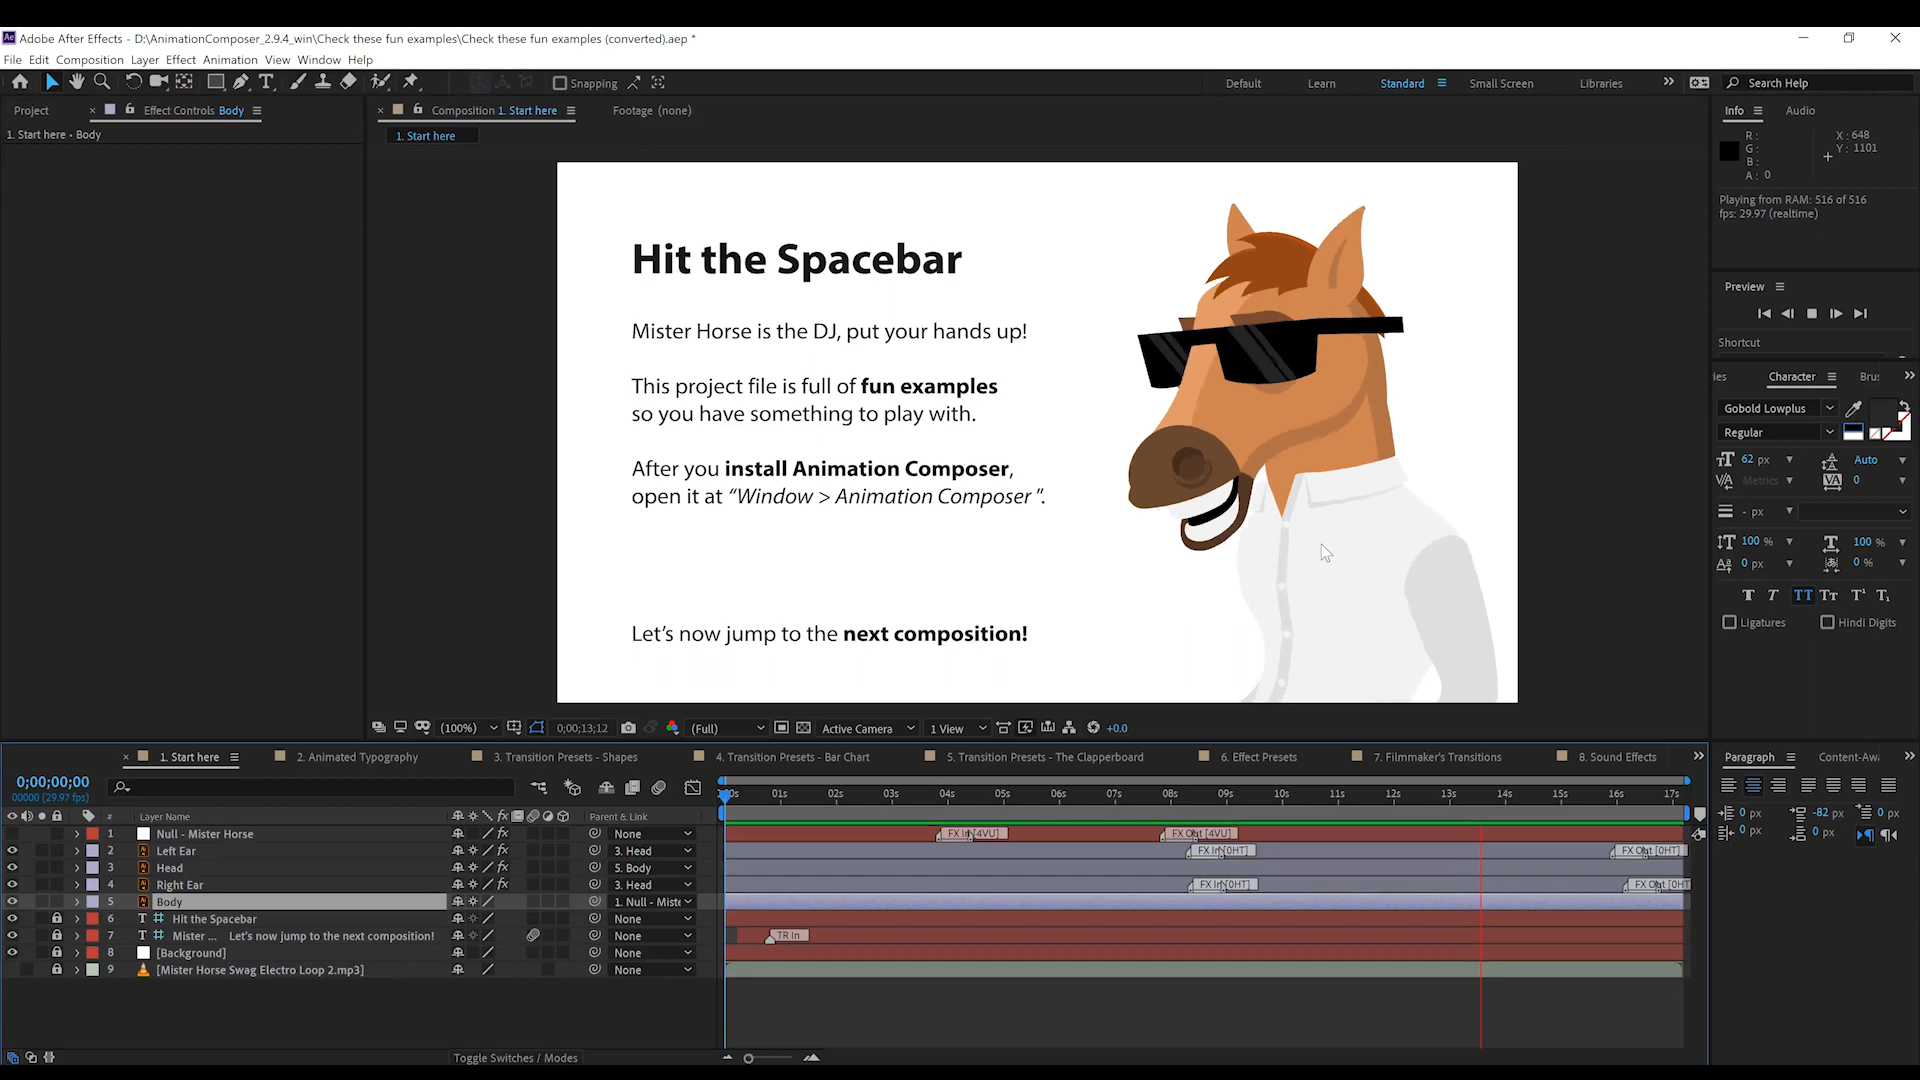 Adobe After Effects - D:\AnimationComposer_2.9.4_win\Check these fun examples\Check these fun examples (converted).aep *
File Edit Composition Layer Effect Animation View Window Help
Snapping
Default Learn Standard Small Screen Libraries Search Help
Project Effect Controls Body Composition 1. Start here Footage (none)
1. Start here - Body
1. Start here
Info Audio
R :
G :
B :
A : 0
X : 648
Y : 1101
Playing from RAM: 516 of 516
fps: 29.97 (realtime)
Hit the Spacebar
Mister Horse is the DJ, put your hands up!
This project file is full of fun examples
so you have something to play with.
After you install Animation Composer,
open it at “Window > Animation Composer ”.
Let’s now jump to the next composition!
Preview
Shortcut
Character Brus
Gobold Lowplus
Regular
62 px Auto
Metrics 0
- px
100 % 100 %
0 px 0 %
Ligatures Hindi Digits
(100%) 0;00;13;12 (Full) Active Camera 1 View +0.0
1. Start here 2. Animated Typography 3. Transition Presets - Shapes 4. Transition Presets - Bar Chart 5. Transition Presets - The Clapperboard 6. Effect Presets 7. Filmmaker's Transitions 8. Sound Effects
Paragraph Content-Aw
0;00;00;00
00000 (29.97 fps)
01s 02s 03s 04s 05s 06s 07s 08s 09s 10s 11s 12s 13s 14s 15s 16s 17s
# Layer Name Parent & Link
1 Null - Mister Horse None FX In [4VU] FX Out [4VU]
2 Left Ear 3. Head FX In [0HT] FX Out [0HT]
3 Head 5. Body
4 Right Ear 3. Head FX In [0HT] FX Out [0HT
5 Body 1. Null - Miste
6 Hit the Spacebar None
7 Mister ... Let's now jump to the next composition! None TR In
8 [Background] None
9 [Mister Horse Swag Electro Loop 2.mp3] None
0 px -82 px 0 px
0 px 0 px
Toggle Switches / Modes